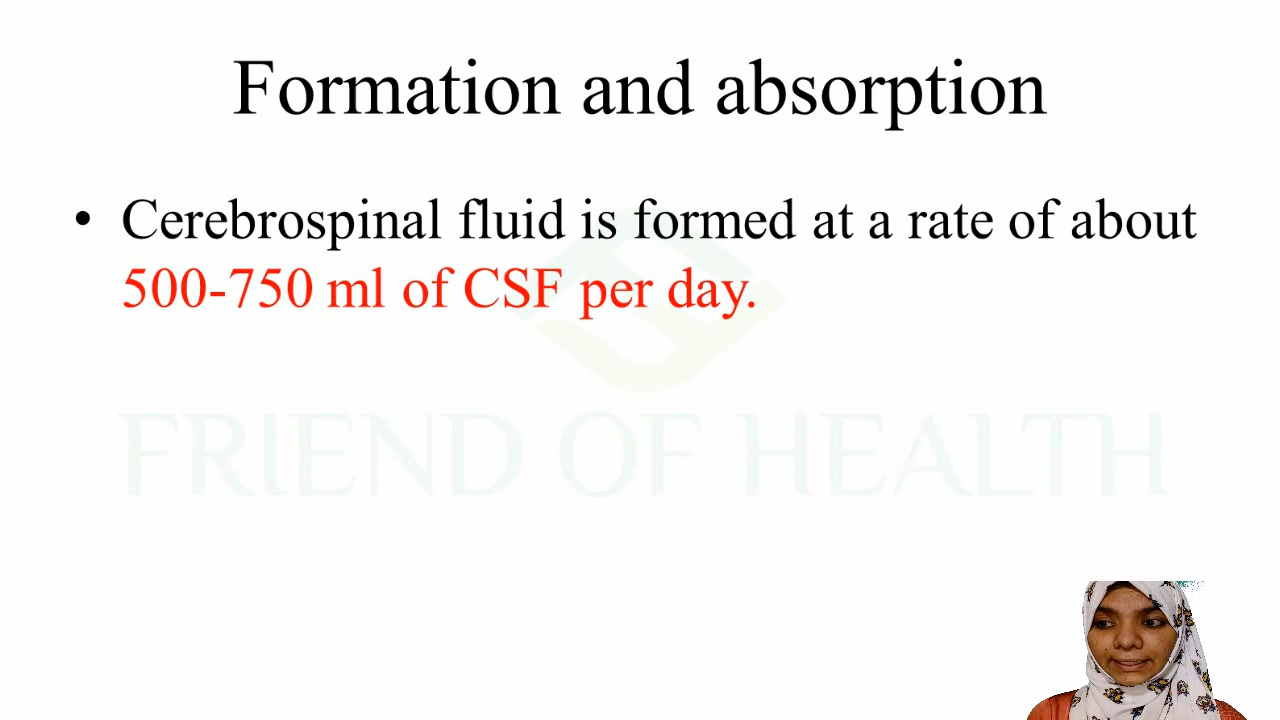 Formation and absorption
• Cerebrospinal fluid is formed at a rate of about
500-750 ml of CSF per day.
FRIEND OF HEALTH